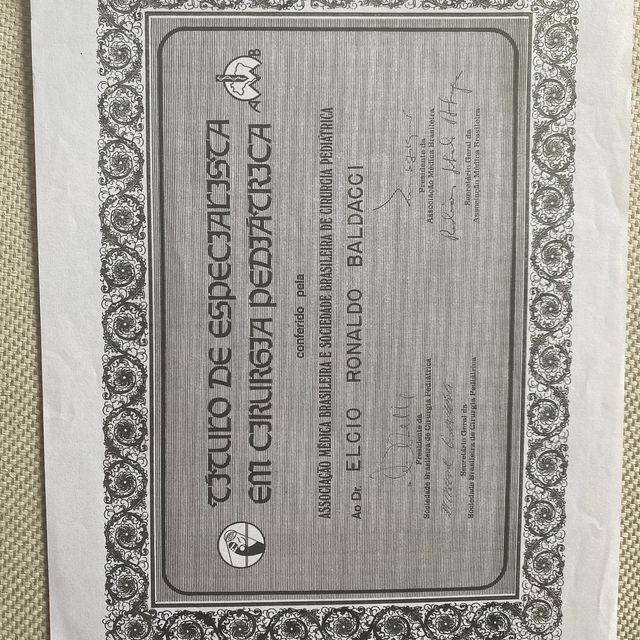 TÍTULO DE ESPECIALISTA
EM CIRURGIA PEDIÁTRICA
AMB
conferido pela
ASSOCIAÇÃO MÉDICA BRASILEIRA E SOCIEDADE BRASILEIRA DE CIRURGIA PEDIÁTRICA
Ao Dr. ELCIO RONALDO BALDACCI
Presidente da
Sociedade Brasileira de Cirurgia Pediátrica
Secretário Geral da
Sociedade Brasileira de Cirurgia Pediátrica
Presidente da
Associação Médica Brasileira
Secretário Geral da
Associação Médica Brasileira